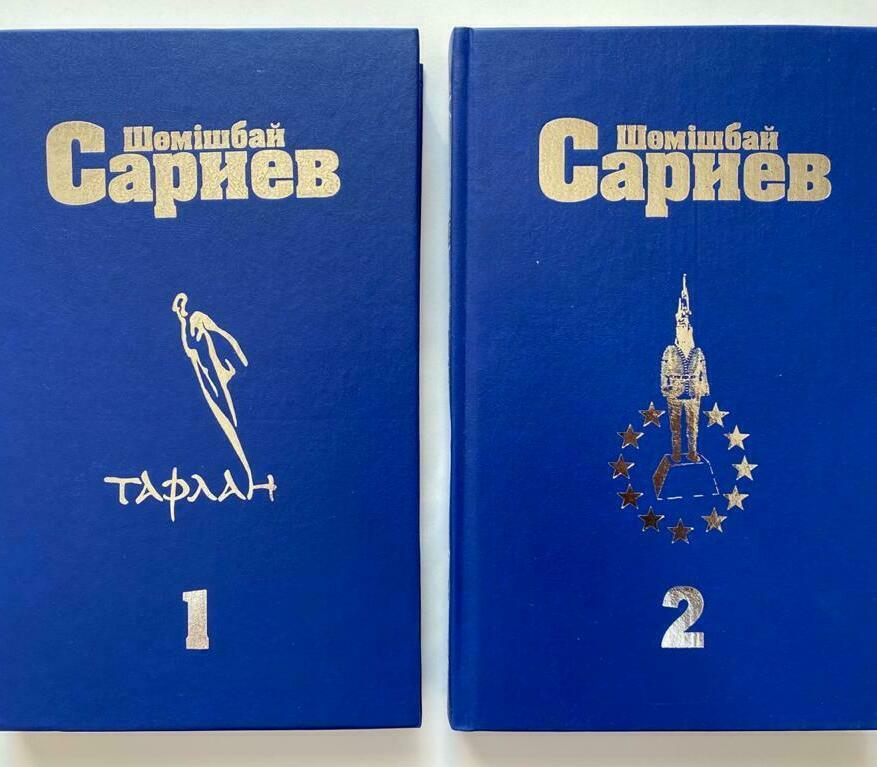 Шөмішбай
Сариев
ТАРЛАН
1
Шөмішбай
Сариев
2